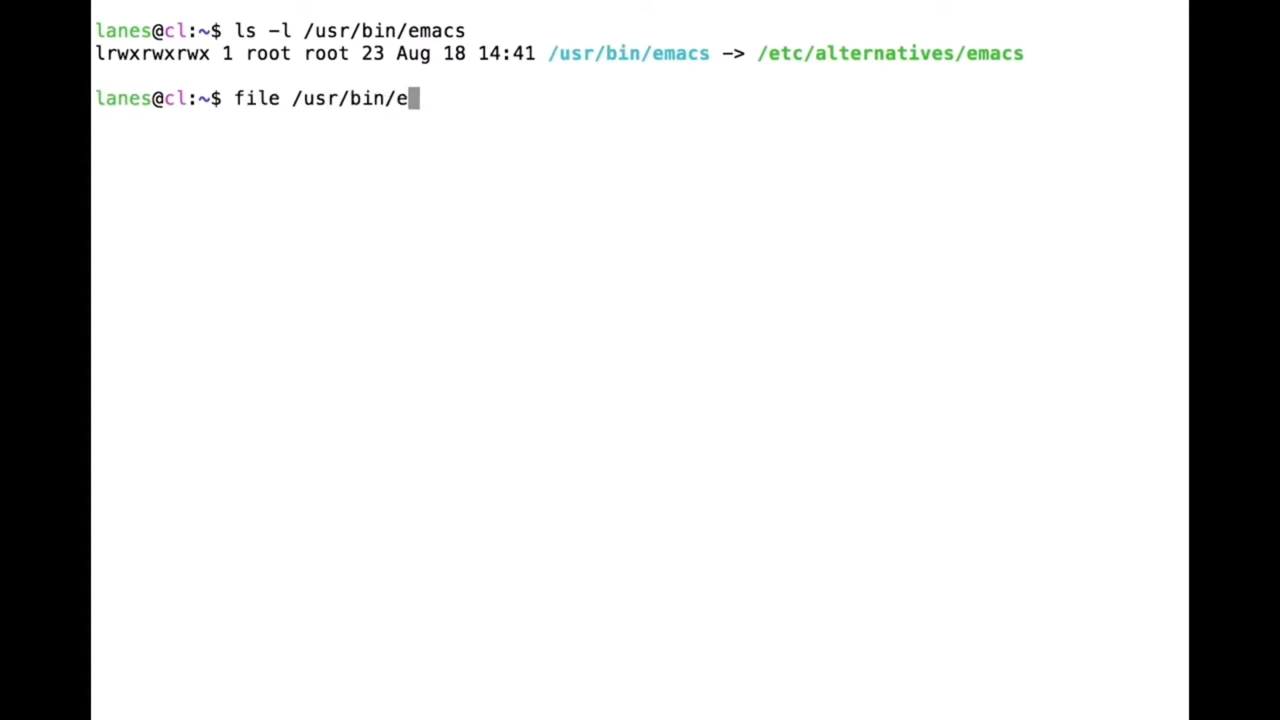 lanes@cl:~$ ls -l /usr/bin/emacs
lrwxrwxrwx 1 root root 23 Aug 18 14:41 /usr/bin/emacs -> /etc/alternatives/emacs
lanes@cl:~$ file /usr/bin/e